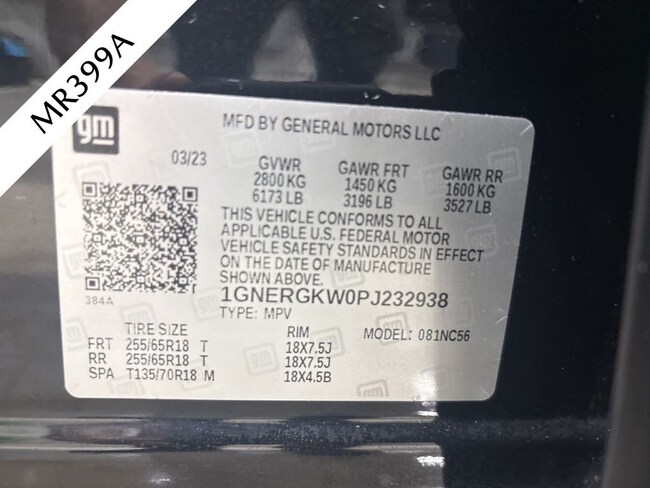 MR399A
gm
MFD BY GENERAL MOTORS LLC
03/23 GVWR GAWR FRT GAWR RR
2800 KG 1450 KG 1600 KG
6173 LB 3196 LB 3527 LB
THIS VEHICLE CONFORMS TO ALL
APPLICABLE U.S. FEDERAL MOTOR
VEHICLE SAFETY STANDARDS IN EFFECT
ON THE DATE OF MANUFACTURE
SHOWN ABOVE.
384A
1GNERGKW0PJ232938
TYPE: MPV
TIRE SIZE RIM MODEL: 081NC56
FRT 255/65R18 T 18X7.5J
RR 255/65R18 T 18X7.5J
SPA T135/70R18 M 18X4.5B